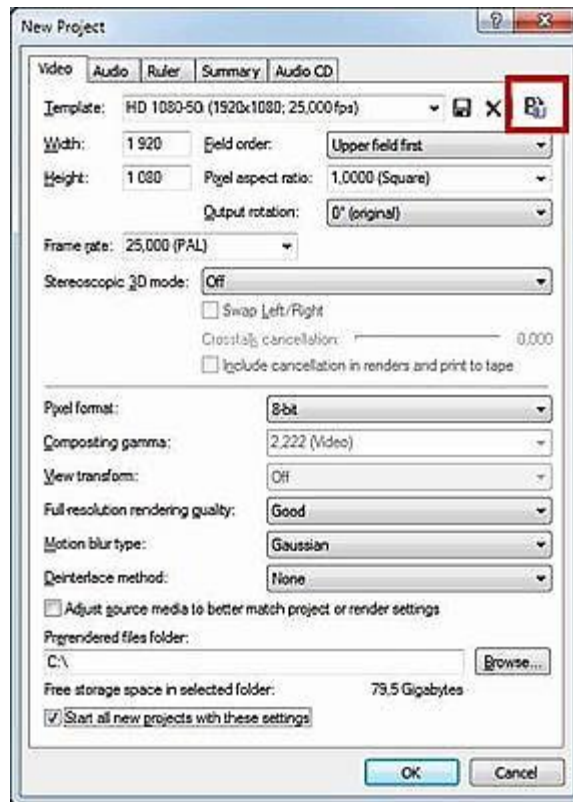 New Project
Video Audio Ruler Summary Audio CD
Template: HD 1080-50i (1920x1080; 25,000 fps)
Width: 1 920 Field order: Upper field first
Height: 1 080 Pixel aspect ratio: 1,0000 (Square)
Output rotation: 0° (original)
Frame rate: 25,000 (PAL)
Stereoscopic 3D mode: Off
Swap Left/Right
Crosstalk cancellation: 0,000
Include cancellation in renders and print to tape
Pixel format: 8-bit
Compositing gamma: 2,222 (Video)
View transform: Off
Full-resolution rendering quality: Good
Motion blur type: Gaussian
Deinterlace method: None
Adjust source media to better match project or render settings
Prerendered files folder:
C:\
Browse...
Free storage space in selected folder: 79,5 Gigabytes
Start all new projects with these settings
OK Cancel